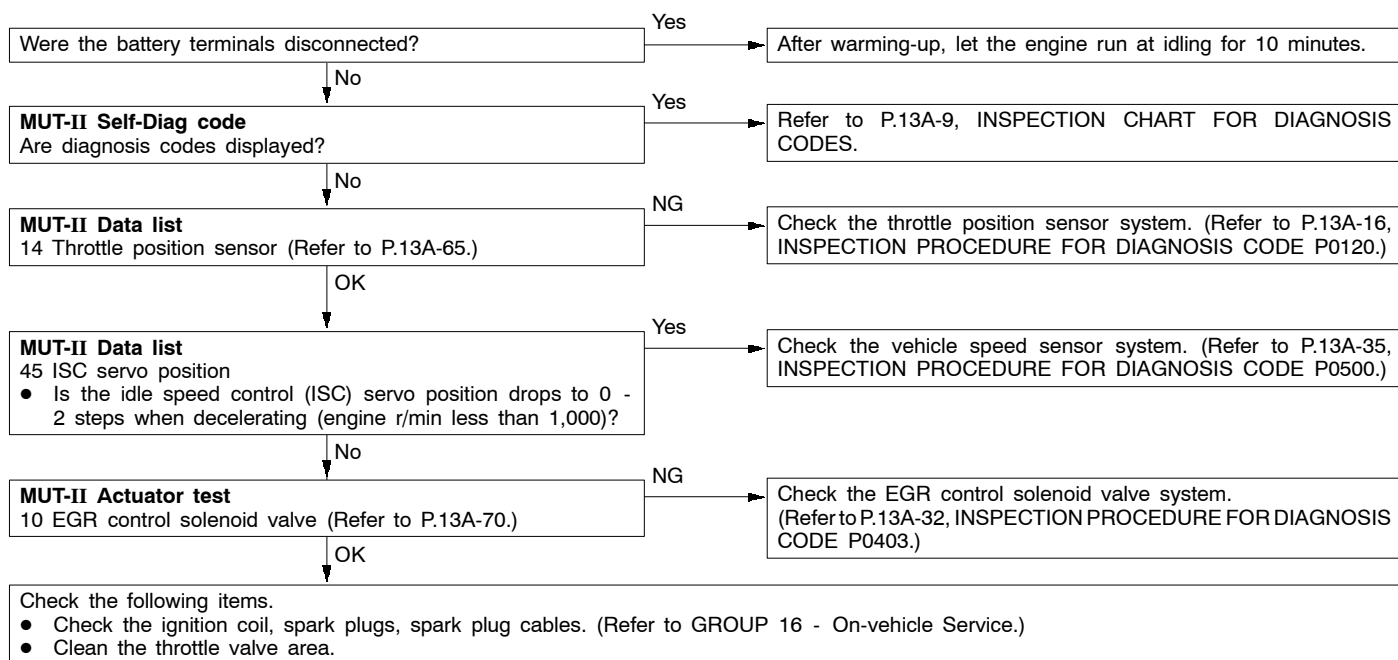 Yes
Were the battery terminals disconnected?
After warming-up, let the engine run at idling for 10 minutes.
No
Yes
MUT-II Self-Diag code
Are diagnosis codes displayed?
Refer to P.13A-9, INSPECTION CHART FOR DIAGNOSIS
CODES.
No
NG
MUT-II Data list
14 Throttle position sensor (Refer to P.13A-65.)
Check the throttle position sensor system. (Refer to P.13A-16,
INSPECTION PROCEDURE FOR DIAGNOSIS CODE P0120.)
OK
Yes
MUT-II Data list
45 ISC servo position
● Is the idle speed control (ISC) servo position drops to 0 -
2 steps when decelerating (engine r/min less than 1,000)?
Check the vehicle speed sensor system. (Refer to P.13A-35,
INSPECTION PROCEDURE FOR DIAGNOSIS CODE P0500.)
No
NG
MUT-II Actuator test
10 EGR control solenoid valve (Refer to P.13A-70.)
Check the EGR control solenoid valve system.
(Refer to P.13A-32, INSPECTION PROCEDURE FOR DIAGNOSIS
CODE P0403.)
OK
Check the following items.
● Check the ignition coil, spark plugs, spark plug cables. (Refer to GROUP 16 - On-vehicle Service.)
● Clean the throttle valve area.